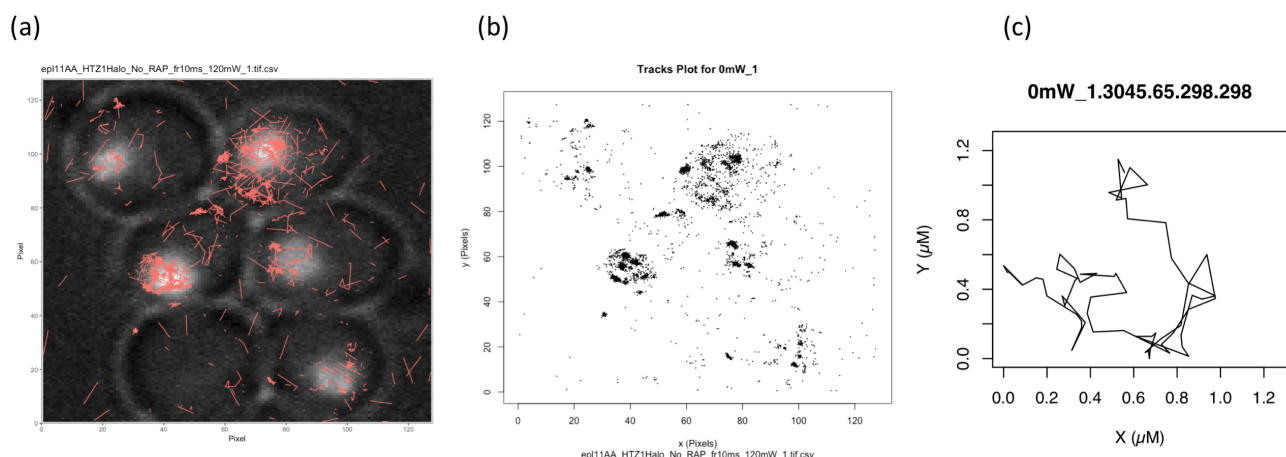 (a)
epl11AA_HTZ1Halo_No_RAP_fr10ms_120mW_1.tif.csv
Pixel
120
100
80
60
40
20
0
0 20 40 60 80 100 120
Pixel
(b)
Tracks Plot for 0mW_1
y (Pixels)
120
100
80
60
40
20
0
0 20 40 60 80 100 120
x (Pixels)
epl11AA_HTZ1Halo_No_RAP_fr10ms_120mW_1.tif.csv
(c)
0mW_1.3045.65.298.298
Y (μM)
1.2
0.8
0.4
0.0
0.0 0.2 0.4 0.6 0.8 1.0 1.2
X (μM)